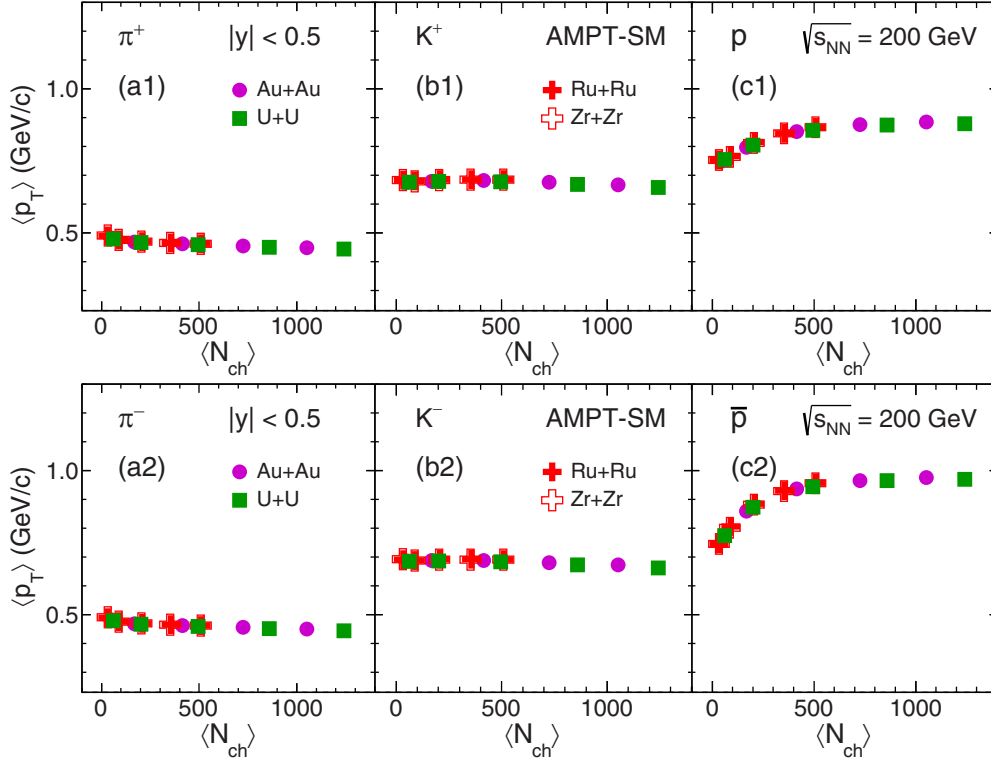 π+ |y| < 0.5 K+ AMPT-SM p √sNN = 200 GeV
(a1) Au+Au U+U (b1) Ru+Ru Zr+Zr (c1)
1.0
0.5
⟨pT⟩ (GeV/c)
0 500 1000 0 500 1000 0 500 1000
⟨Nch⟩ ⟨Nch⟩ ⟨Nch⟩
π− |y| < 0.5 K− AMPT-SM p̅ √sNN = 200 GeV
(a2) Au+Au U+U (b2) Ru+Ru Zr+Zr (c2)
1.0
0.5
⟨pT⟩ (GeV/c)
0 500 1000 0 500 1000 0 500 1000
⟨Nch⟩ ⟨Nch⟩ ⟨Nch⟩